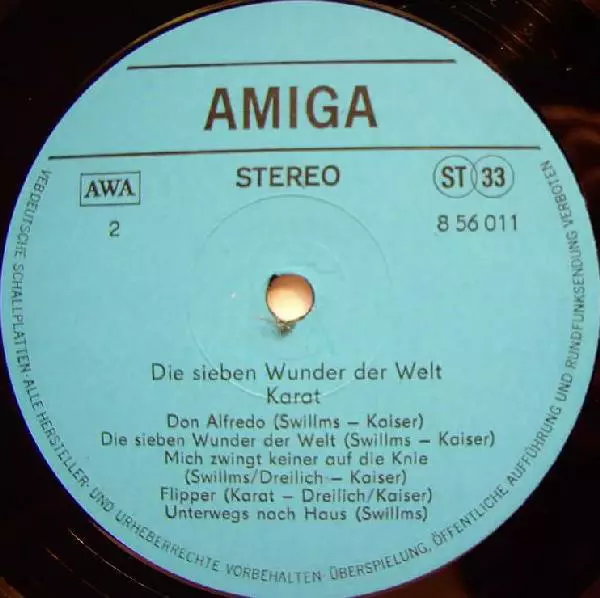 AMIGA
STEREO
AWA
ST 33
2
8 56 011
Die sieben Wunder der Welt
Karat
Don Alfredo (Swillms – Kaiser)
Die sieben Wunder der Welt (Swillms – Kaiser)
Mich zwingt keiner auf die Knie
(Swillms/Dreilich – Kaiser)
Flipper (Karat – Dreilich/Kaiser)
Unterwegs nach Haus (Swillms)
VEB DEUTSCHE SCHALLPLATTEN · ALLE HERSTELLER- UND URHEBERRECHTE VORBEHALTEN · ÜBERSPIELUNG, ÖFFENTLICHE AUFFÜHRUNG UND RUNDFUNKSENDUNG VERBOTEN